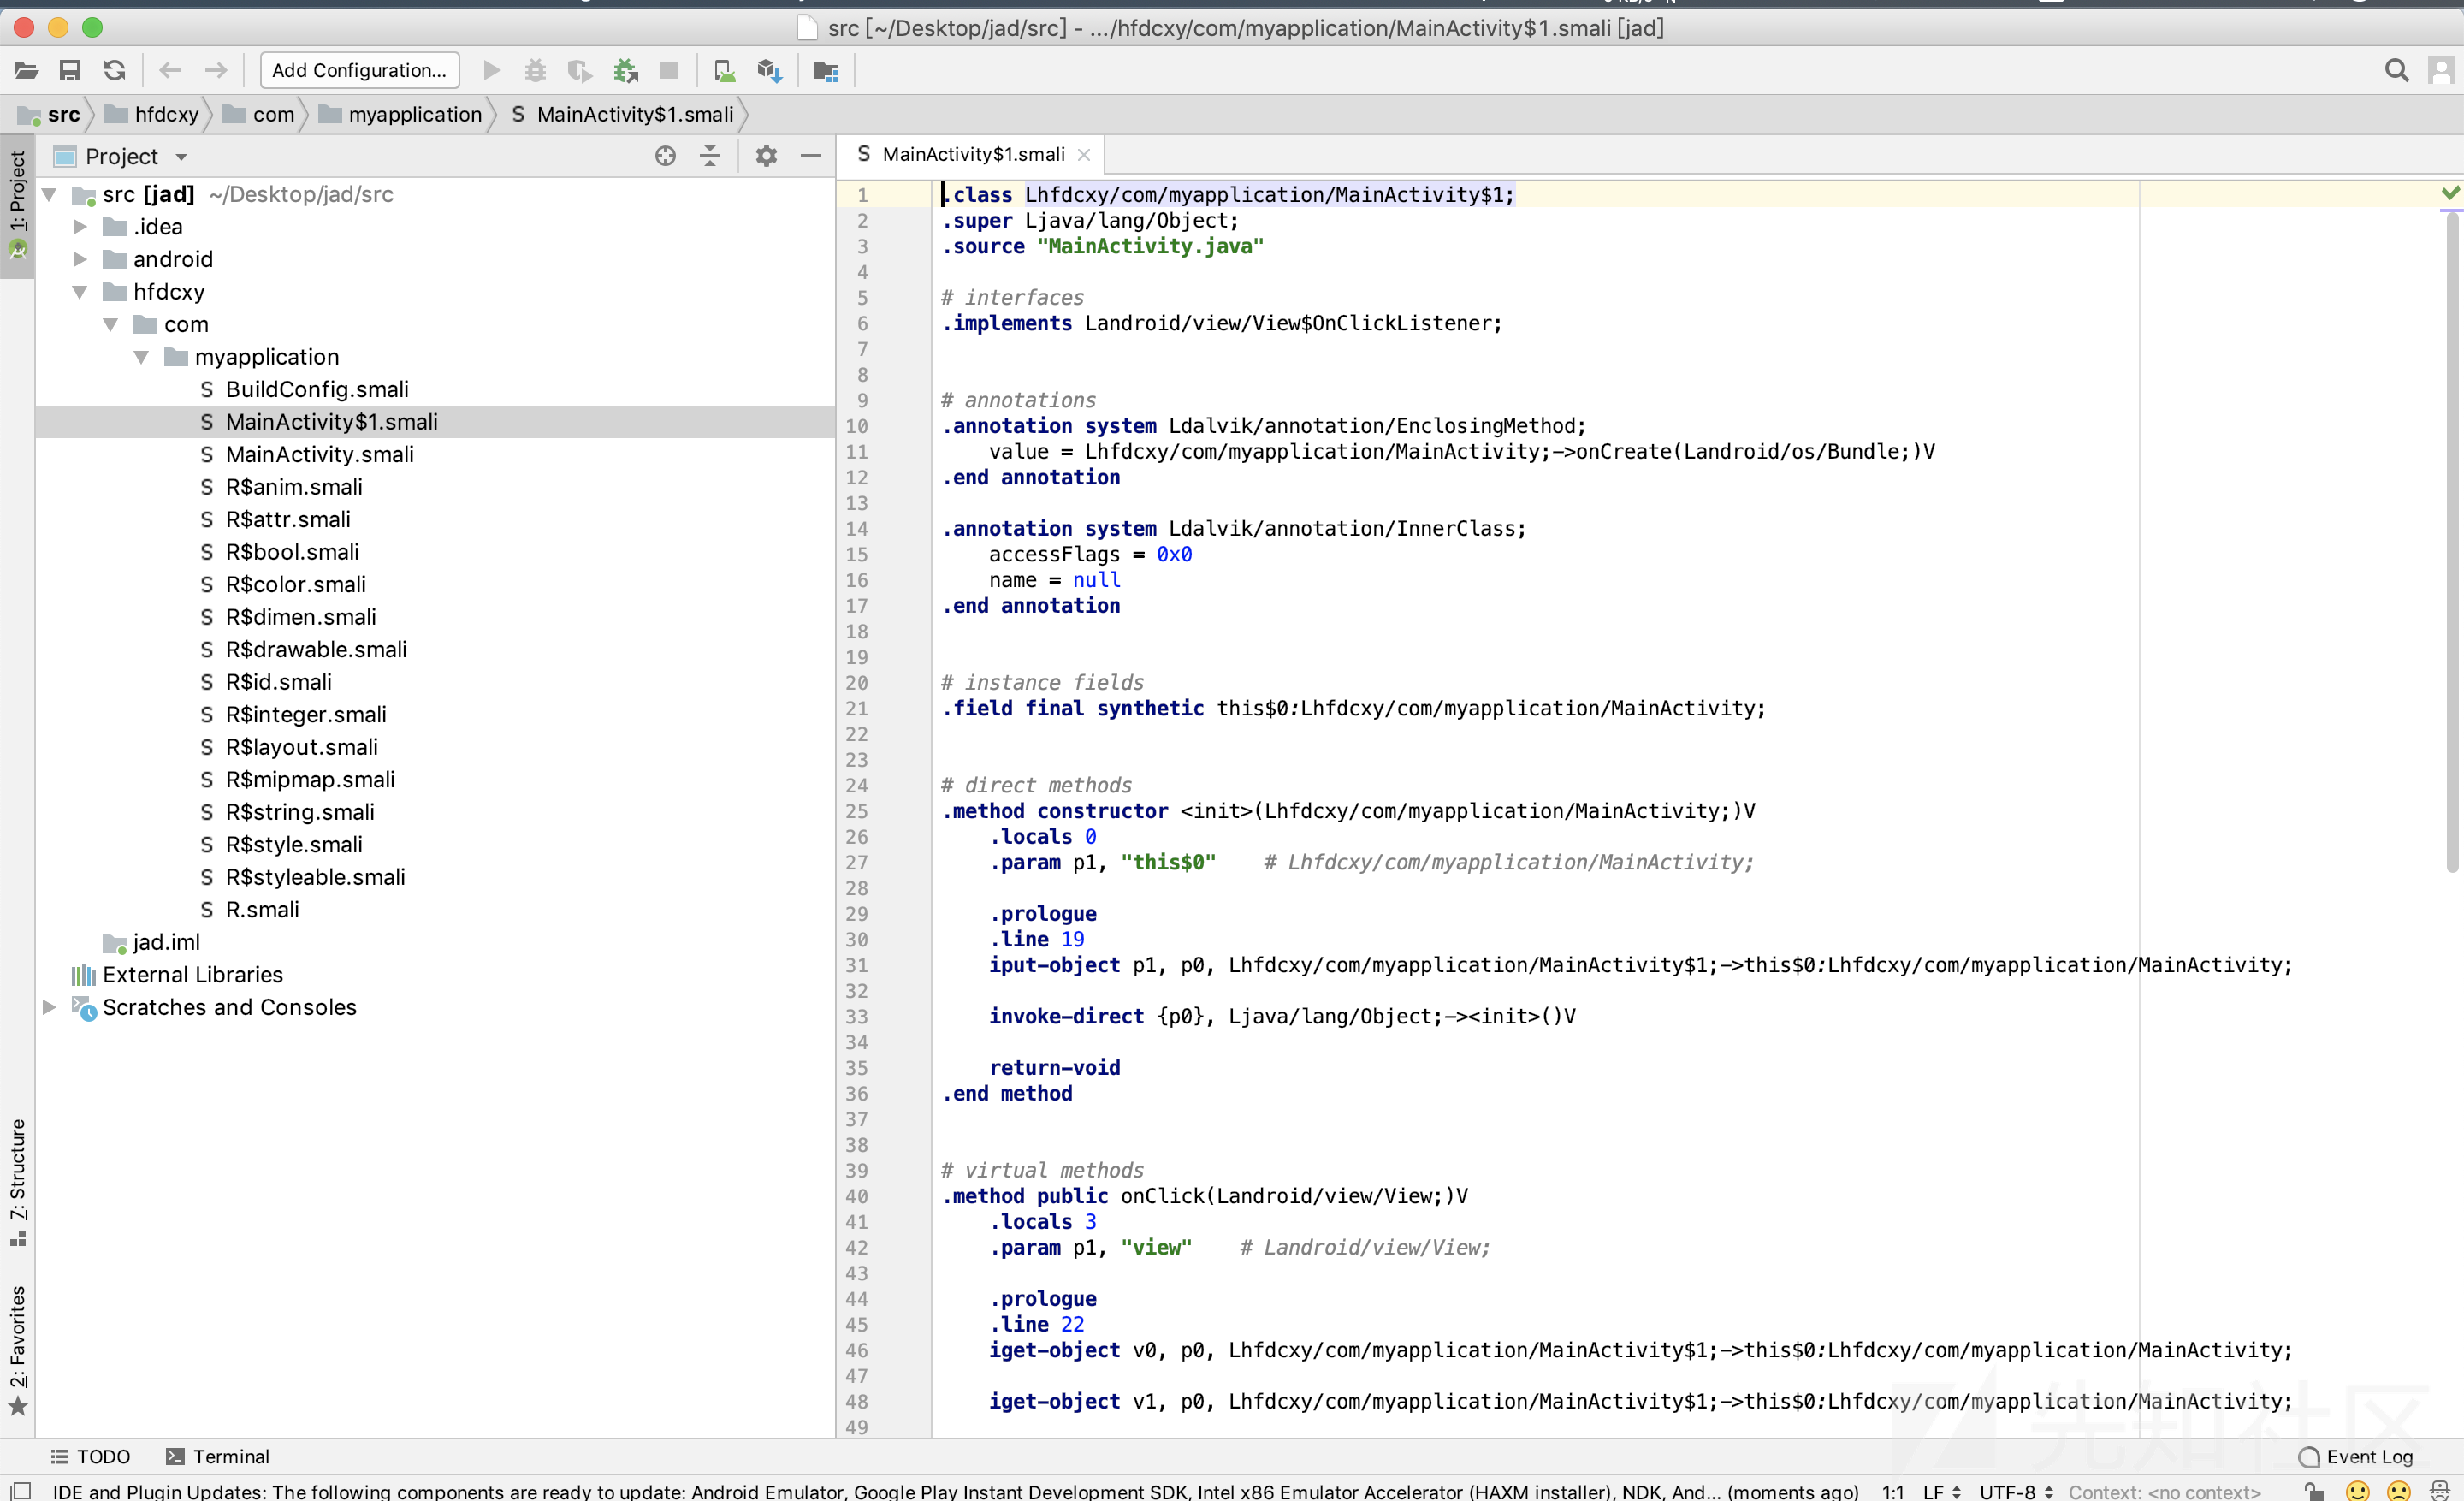 src [~/Desktop/jad/src] - .../hfdcxy/com/myapplication/MainActivity$1.smali [jad]
Add Configuration...
src hfdcxy com myapplication S MainActivity$1.smali
1: Project
Project
src [jad] ~/Desktop/jad/src
.idea
android
hfdcxy
com
myapplication
S BuildConfig.smali
S MainActivity$1.smali
S MainActivity.smali
S R$anim.smali
S R$attr.smali
S R$bool.smali
S R$color.smali
S R$dimen.smali
S R$drawable.smali
S R$id.smali
S R$integer.smali
S R$layout.smali
S R$mipmap.smali
S R$string.smali
S R$style.smali
S R$styleable.smali
S R.smali
jad.iml
External Libraries
Scratches and Consoles
7: Structure
2: Favorites
S MainActivity$1.smali
1 .class Lhfdcxy/com/myapplication/MainActivity$1;
2 .super Ljava/lang/Object;
3 .source "MainActivity.java"
4
5 # interfaces
6 .implements Landroid/view/View$OnClickListener;
7
8
9 # annotations
10 .annotation system Ldalvik/annotation/EnclosingMethod;
11 value = Lhfdcxy/com/myapplication/MainActivity;->onCreate(Landroid/os/Bundle;)V
12 .end annotation
13
14 .annotation system Ldalvik/annotation/InnerClass;
15 accessFlags = 0x0
16 name = null
17 .end annotation
18
19
20 # instance fields
21 .field final synthetic this$0:Lhfdcxy/com/myapplication/MainActivity;
22
23
24 # direct methods
25 .method constructor <init>(Lhfdcxy/com/myapplication/MainActivity;)V
26 .locals 0
27 .param p1, "this$0" # Lhfdcxy/com/myapplication/MainActivity;
28
29 .prologue
30 .line 19
31 iput-object p1, p0, Lhfdcxy/com/myapplication/MainActivity$1;->this$0:Lhfdcxy/com/myapplication/MainActivity;
32
33 invoke-direct {p0}, Ljava/lang/Object;-><init>()V
34
35 return-void
36 .end method
37
38
39 # virtual methods
40 .method public onClick(Landroid/view/View;)V
41 .locals 3
42 .param p1, "view" # Landroid/view/View;
43
44 .prologue
45 .line 22
46 iget-object v0, p0, Lhfdcxy/com/myapplication/MainActivity$1;->this$0:Lhfdcxy/com/myapplication/MainActivity;
47
48 iget-object v1, p0, Lhfdcxy/com/myapplication/MainActivity$1;->this$0:Lhfdcxy/com/myapplication/MainActivity;
49
先知社区
TODO Terminal Event Log
IDE and Plugin Updates: The following components are ready to update: Android Emulator, Google Play Instant Development SDK, Intel x86 Emulator Accelerator (HAXM installer), NDK, And... (moments ago) 1:1 LF UTF-8 Context: <no context>